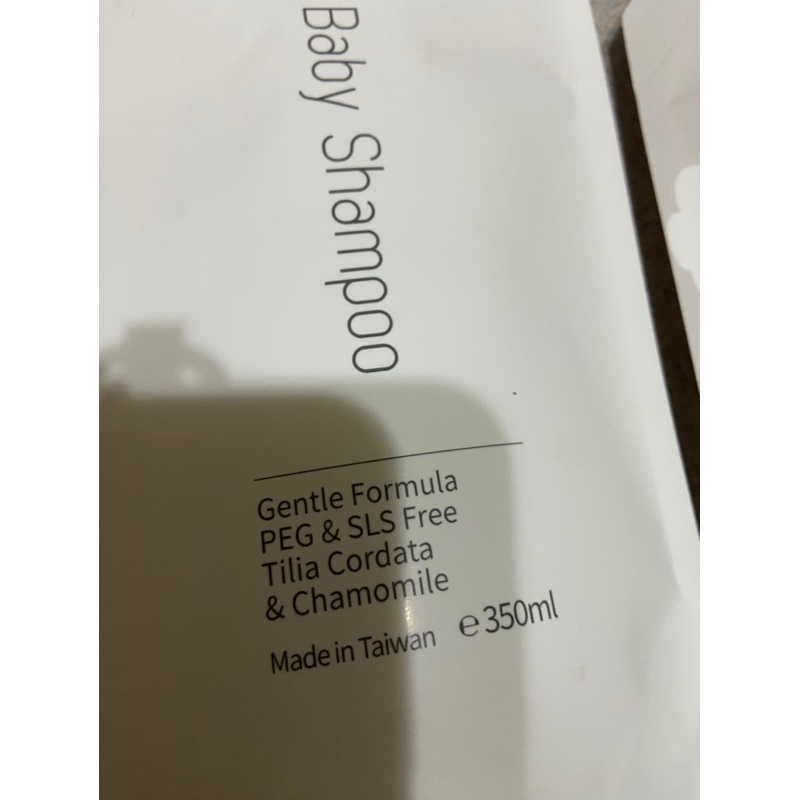 Baby Shampoo
Gentle Formula
PEG & SLS Free
Tilia Cordata
& Chamomile
Made in Taiwan ℮350ml